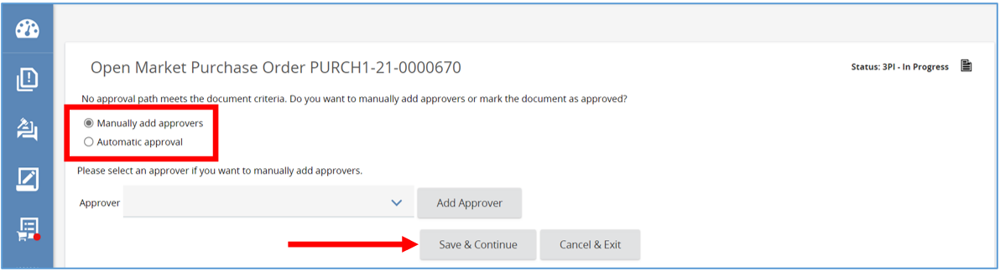 Open Market Purchase Order PURCH1-21-0000670
Status: 3PI - In Progress
No approval path meets the document criteria. Do you want to manually add approvers or mark the document as approved?
Manually add approvers
Automatic approval
Please select an approver if you want to manually add approvers.
Approver
Add Approver
Save & Continue
Cancel & Exit